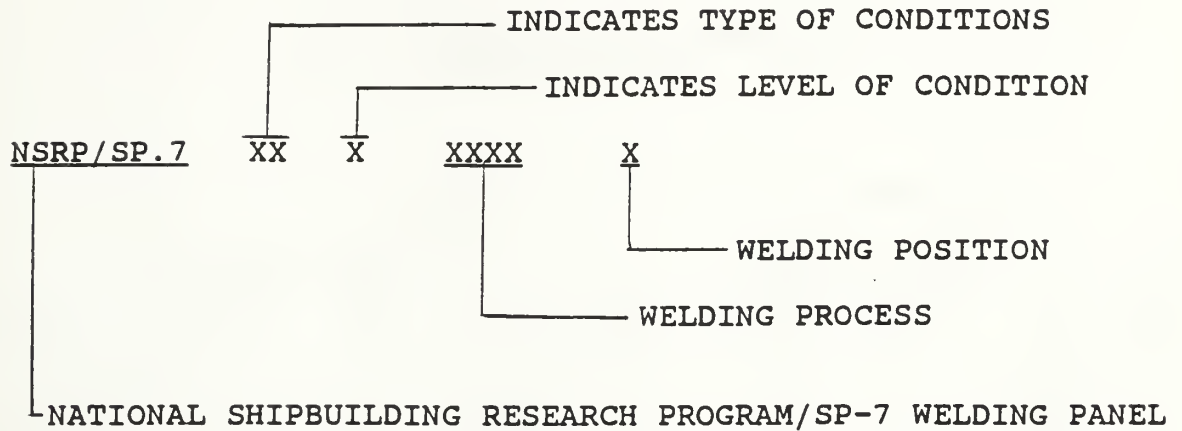 INDICATES TYPE OF CONDITIONS
INDICATES LEVEL OF CONDITION
NSRP/SP.7 XX X XXXX X
WELDING POSITION
WELDING PROCESS
NATIONAL SHIPBUILDING RESEARCH PROGRAM/SP-7 WELDING PANEL